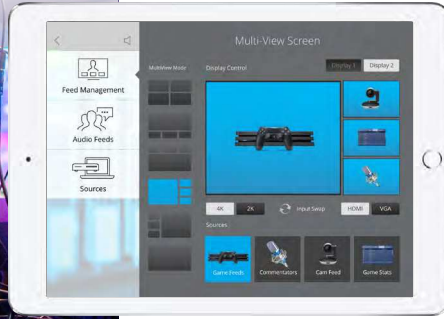 Multi-View Screen
Feed Management
Audio Feeds
Sources
MultiView Mode
Display Control
Display 1
Display 2
4K
2K
Input Swap
HDMI
VGA
Sources
Game Feeds
Commentators
Cam Feed
Game Stats